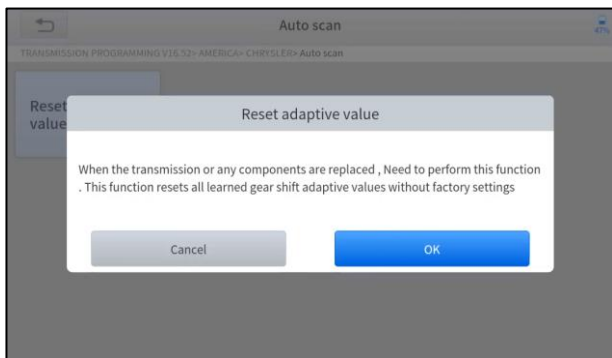 Auto scan
47%
TRANSMISSION PROGRAMMING V16.52> AMERICA> CHRYSLER> Auto scan
Reset
value
Reset adaptive value
When the transmission or any components are replaced , Need to perform this function
. This function resets all learned gear shift adaptive values without factory settings
Cancel
OK